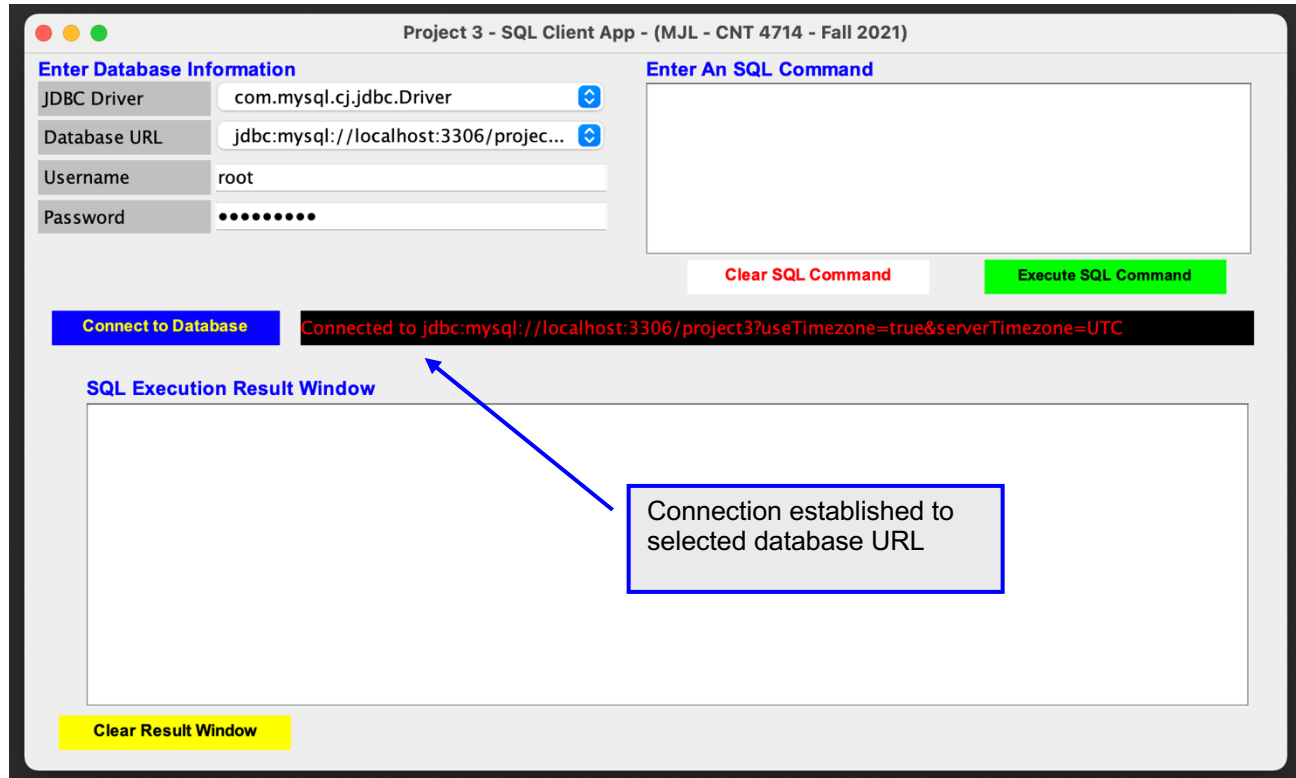 Project 3 - SQL Client App - (MJL - CNT 4714 - Fall 2021)
Enter Database Information
JDBC Driver com.mysql.cj.jdbc.Driver
Database URL jdbc:mysql://localhost:3306/projec...
Username root
Password •••••••••
Enter An SQL Command
Clear SQL Command Execute SQL Command
Connect to Database Connected to jdbc:mysql://localhost:3306/project3?useTimezone=true&serverTimezone=UTC
SQL Execution Result Window
Connection established to
selected database URL
Clear Result Window